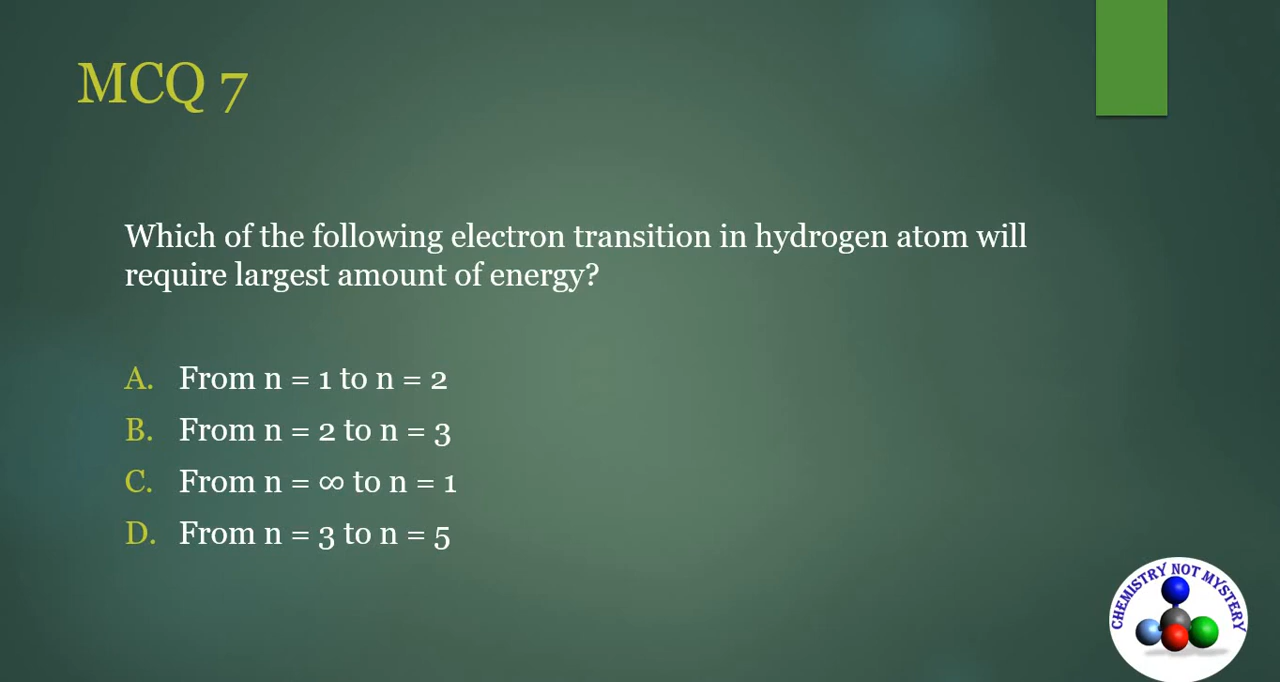 MCQ 7
Which of the following electron transition in hydrogen atom will
require largest amount of energy?
A. From n = 1 to n = 2
B. From n = 2 to n = 3
C. From n = ∞ to n = 1
D. From n = 3 to n = 5
CHEMISTRY NOT MYSTERY